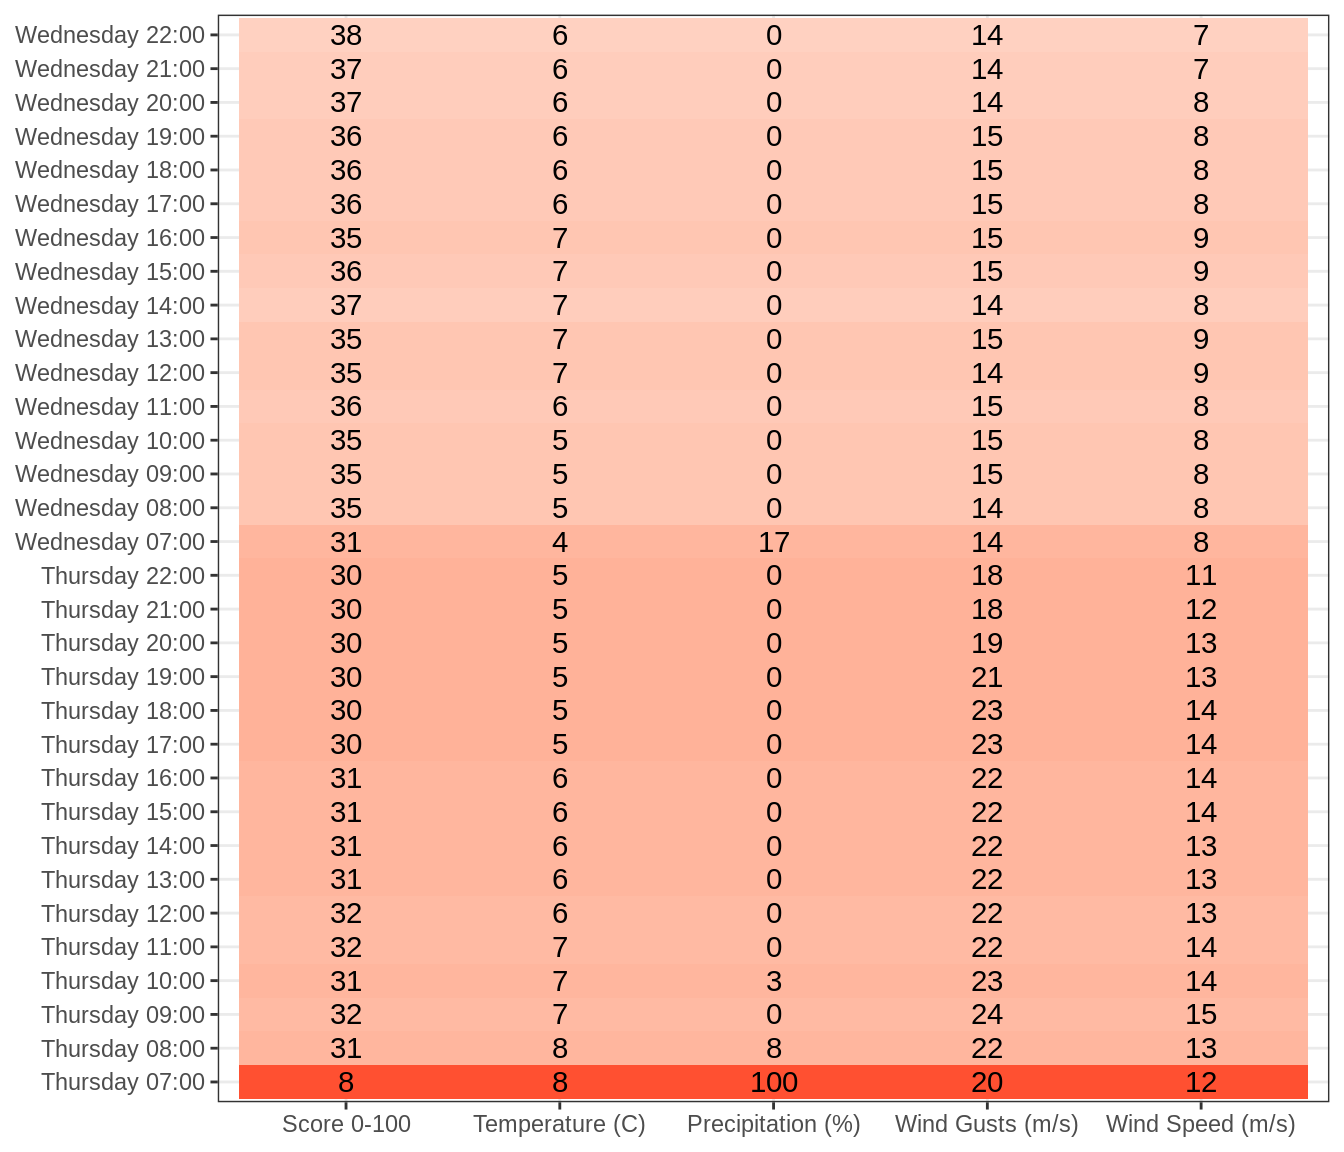 Wednesday 22:00 38 6 0 14 7
Wednesday 21:00 37 6 0 14 7
Wednesday 20:00 37 6 0 14 8
Wednesday 19:00 36 6 0 15 8
Wednesday 18:00 36 6 0 15 8
Wednesday 17:00 36 6 0 15 8
Wednesday 16:00 35 7 0 15 9
Wednesday 15:00 36 7 0 15 9
Wednesday 14:00 37 7 0 14 8
Wednesday 13:00 35 7 0 15 9
Wednesday 12:00 35 7 0 14 9
Wednesday 11:00 36 6 0 15 8
Wednesday 10:00 35 5 0 15 8
Wednesday 09:00 35 5 0 15 8
Wednesday 08:00 35 5 0 14 8
Wednesday 07:00 31 4 17 14 8
Thursday 22:00 30 5 0 18 11
Thursday 21:00 30 5 0 18 12
Thursday 20:00 30 5 0 19 13
Thursday 19:00 30 5 0 21 13
Thursday 18:00 30 5 0 23 14
Thursday 17:00 30 5 0 23 14
Thursday 16:00 31 6 0 22 14
Thursday 15:00 31 6 0 22 14
Thursday 14:00 31 6 0 22 13
Thursday 13:00 31 6 0 22 13
Thursday 12:00 32 6 0 22 13
Thursday 11:00 32 7 0 22 14
Thursday 10:00 31 7 3 23 14
Thursday 09:00 32 7 0 24 15
Thursday 08:00 31 8 8 22 13
Thursday 07:00 8 8 100 20 12
Score 0-100 Temperature (C) Precipitation (%) Wind Gusts (m/s) Wind Speed (m/s)